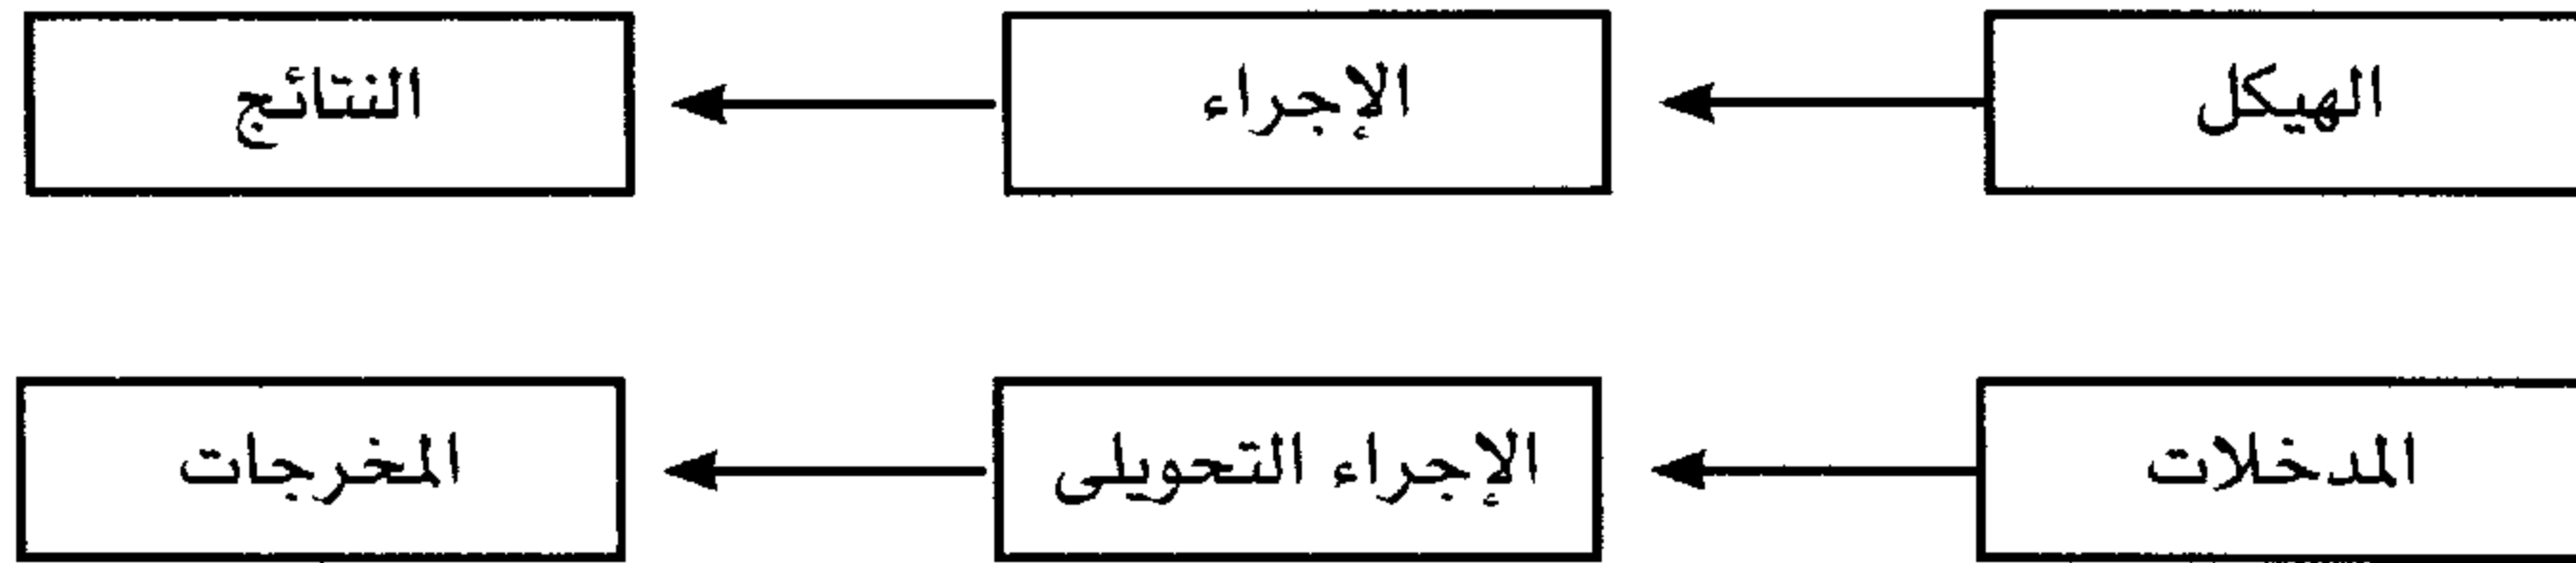 الهيكل
الإجراء
النتائج
المدخلات
الإجراء التحويلى
المخرجات